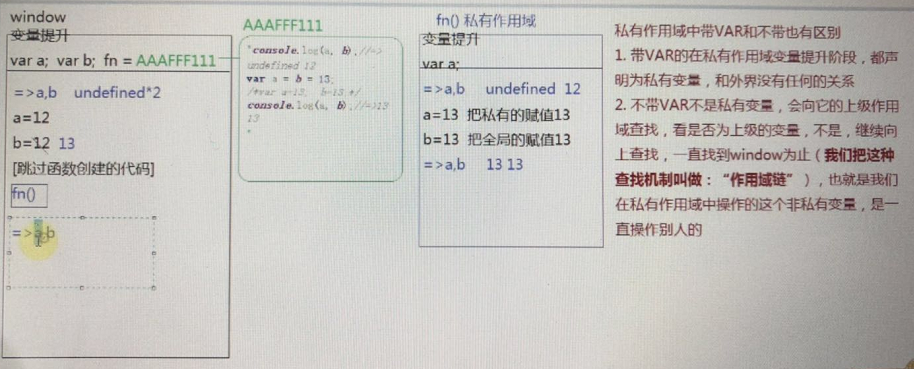 window
变量提升
var a;  var b;  fn = AAAFFF111
=>a,b    undefined*2
a=12
b=12  13
[跳过函数创建的代码]
fn()
=>a,b
AAAFFF111
"console.log(a, b);//=>
undefined 12
var a = b = 13;
/*var a=13;  b=13;*/
console.log(a, b);//=>13
13
"
fn() 私有作用域
变量提升
var a;
=>a,b    undefined  12
a=13  把私有的赋值13
b=13  把全局的赋值13
=>a,b    13 13
私有作用域中带VAR和不带也有区别
1. 带VAR的在私有作用域变量提升阶段，都声
明为私有变量，和外界没有任何的关系
2. 不带VAR不是私有变量，会向它的上级作用
域查找，看是否为上级的变量，不是，继续向
上查找，一直找到window为止（我们把这种
查找机制叫做：“作用域链”），也就是我们
在私有作用域中操作的这个非私有变量，是一
直操作别人的